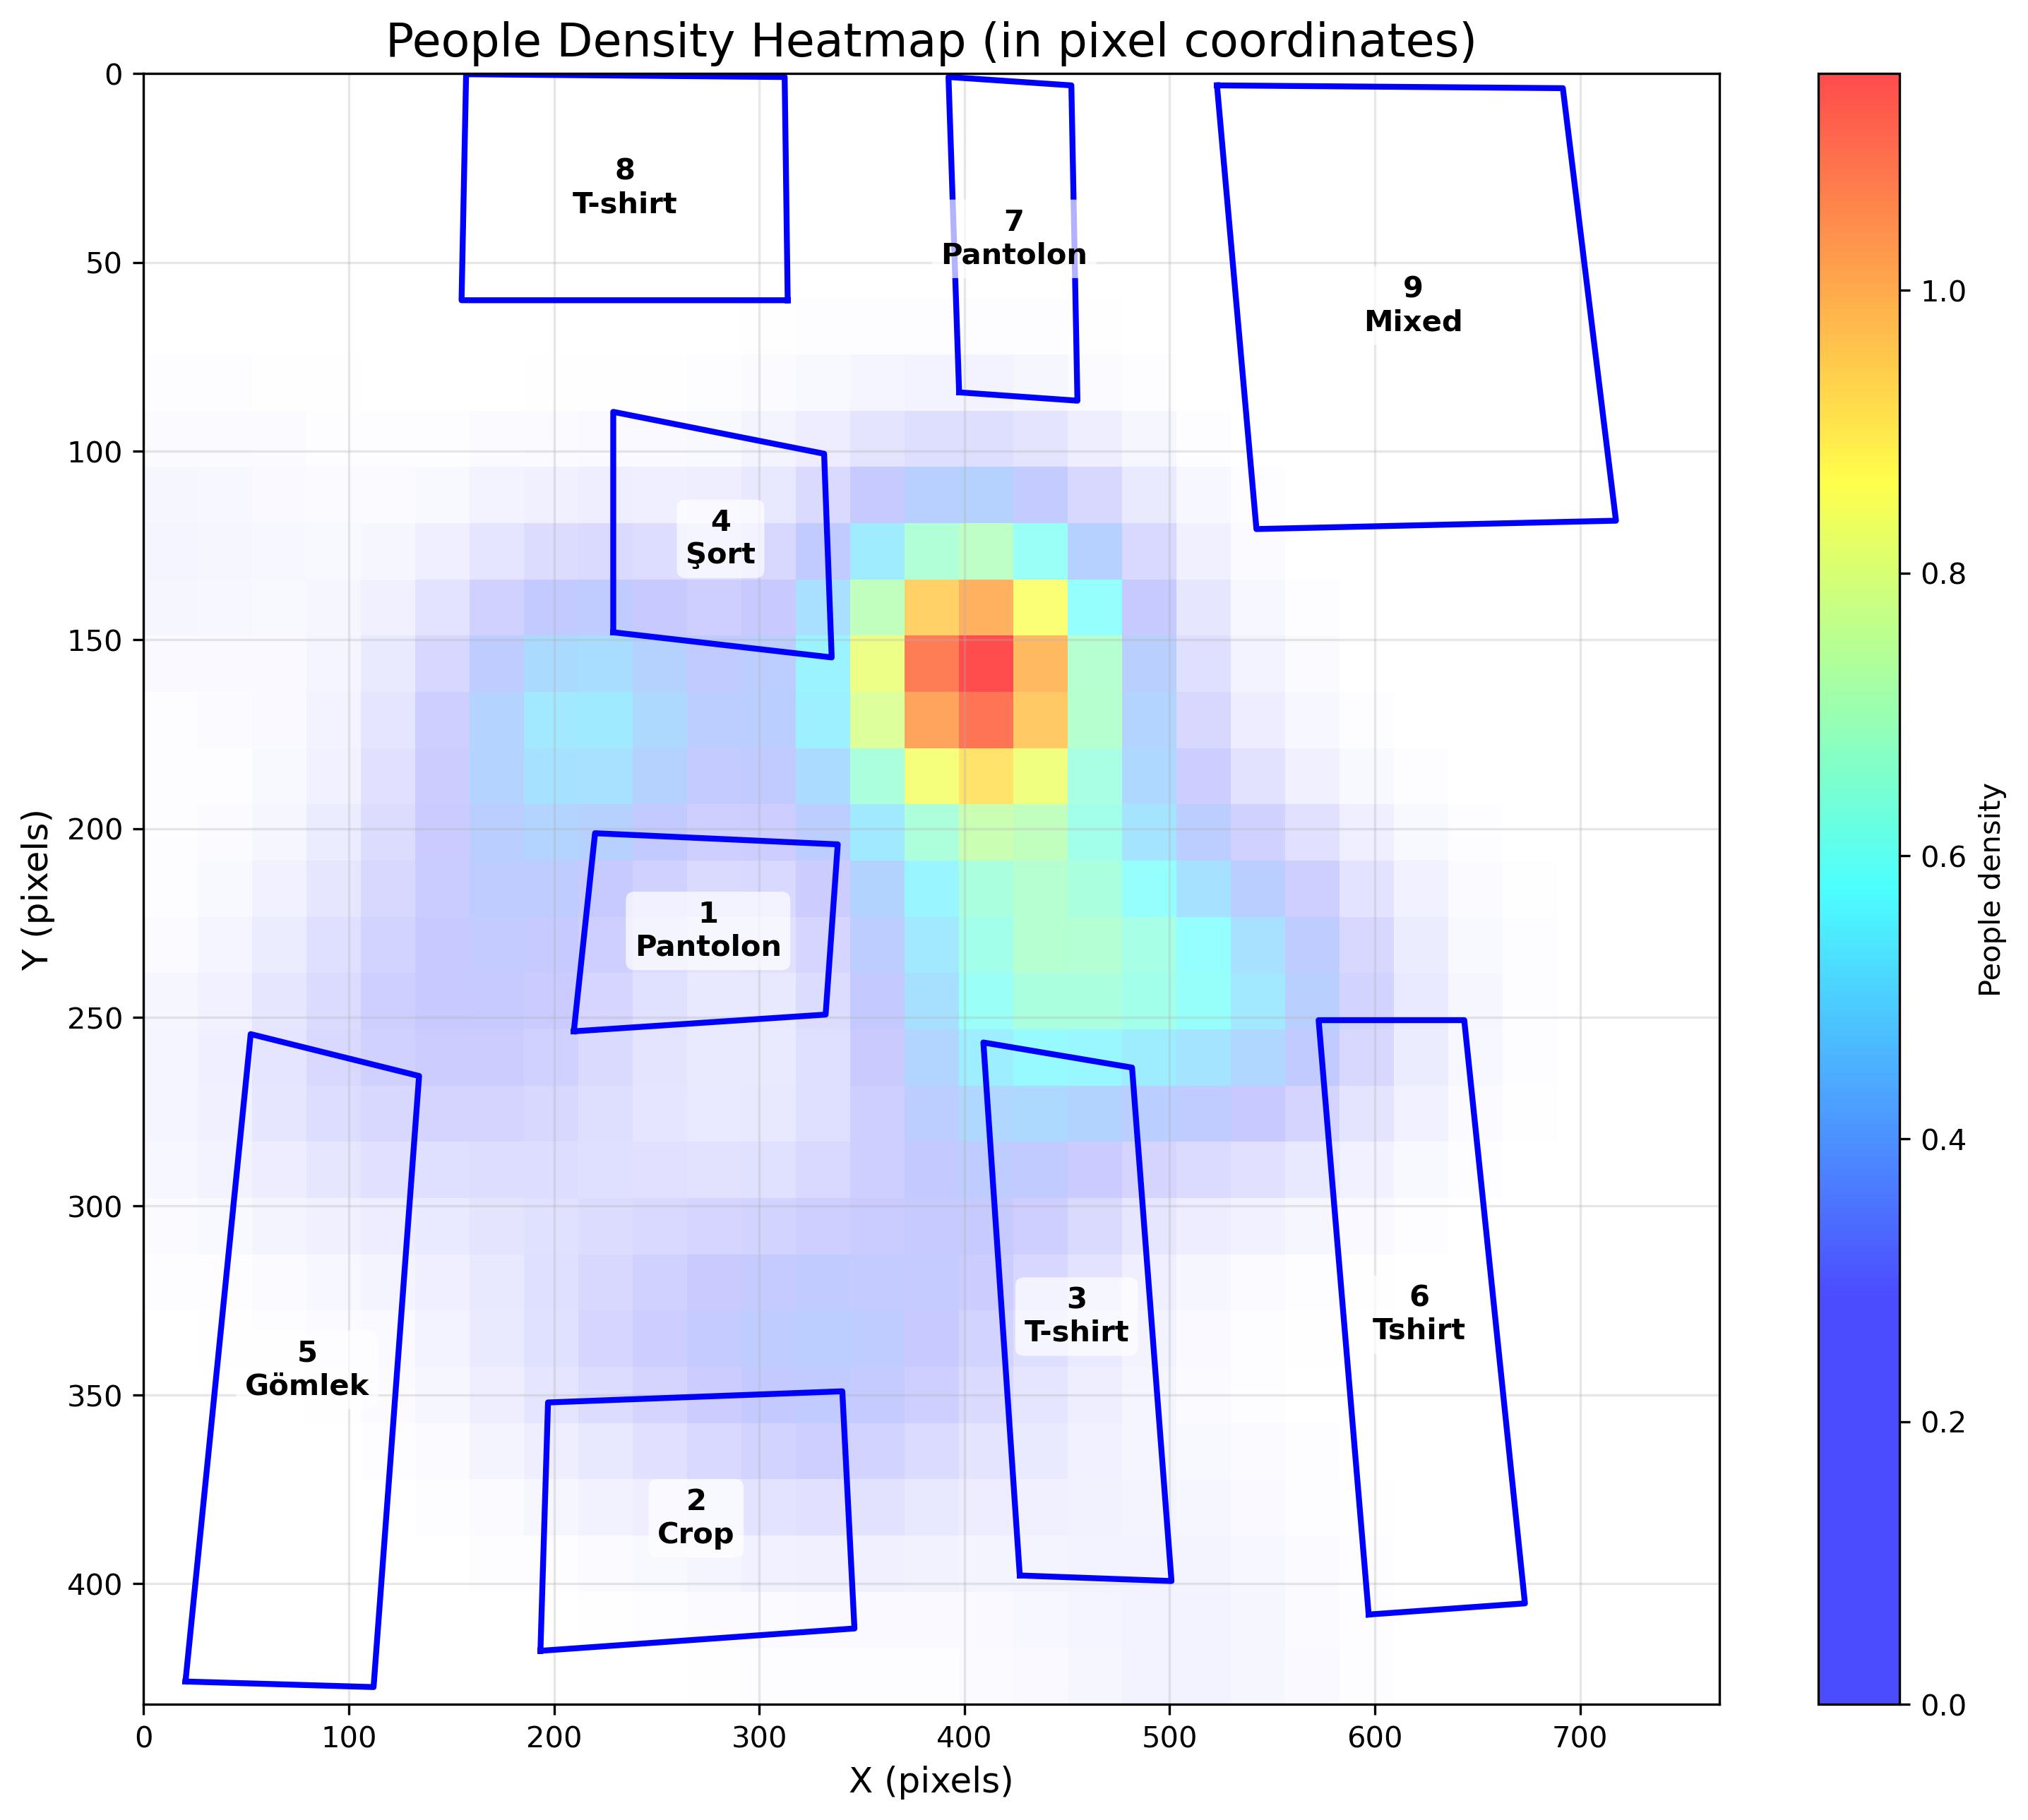 People Density Heatmap (in pixel coordinates)
0
50
100
150
200
250
300
350
400
Y (pixels)
8
T-shirt
7
Pantolon
9
Mixed
4
Şort
1
Pantolon
5
Gömlek
2
Crop
3
T-shirt
6
Tshirt
0
100
200
300
400
500
600
700
X (pixels)
1.0
0.8
0.6
0.4
0.2
0.0
People density